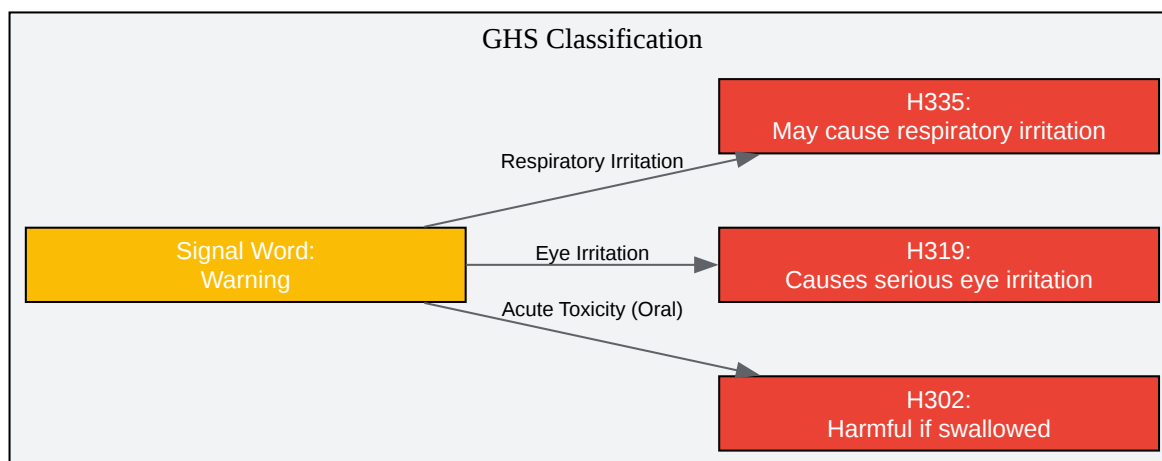 GHS Classification
H335:
May cause respiratory irritation
Respiratory Irritation
Signal Word:
Warning
Eye Irritation
H319:
Causes serious eye irritation
Acute Toxicity (Oral)
H302:
Harmful if swallowed